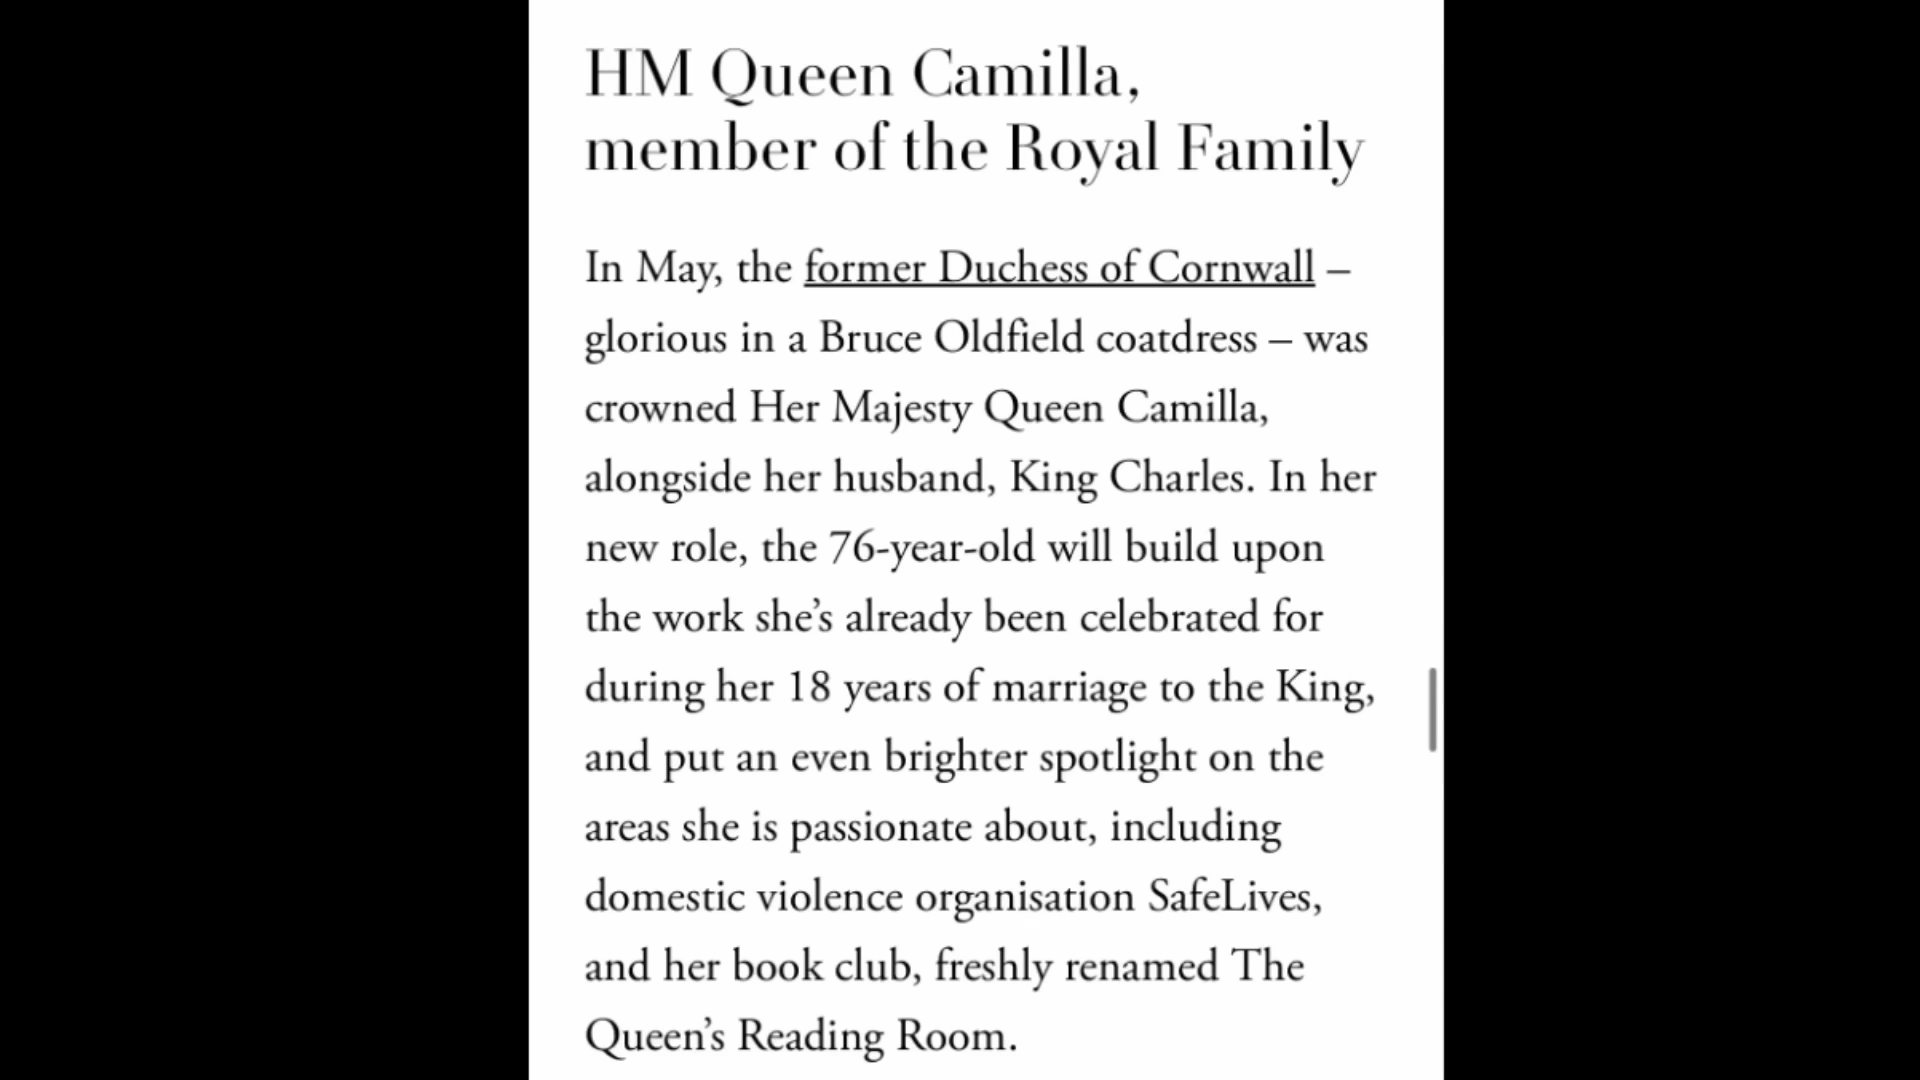 HM Queen Camilla,
member of the Royal Family
In May, the former Duchess of Cornwall –
glorious in a Bruce Oldfield coatdress – was
crowned Her Majesty Queen Camilla,
alongside her husband, King Charles. In her
new role, the 76-year-old will build upon
the work she’s already been celebrated for
during her 18 years of marriage to the King,
and put an even brighter spotlight on the
areas she is passionate about, including
domestic violence organisation SafeLives,
and her book club, freshly renamed The
Queen’s Reading Room.